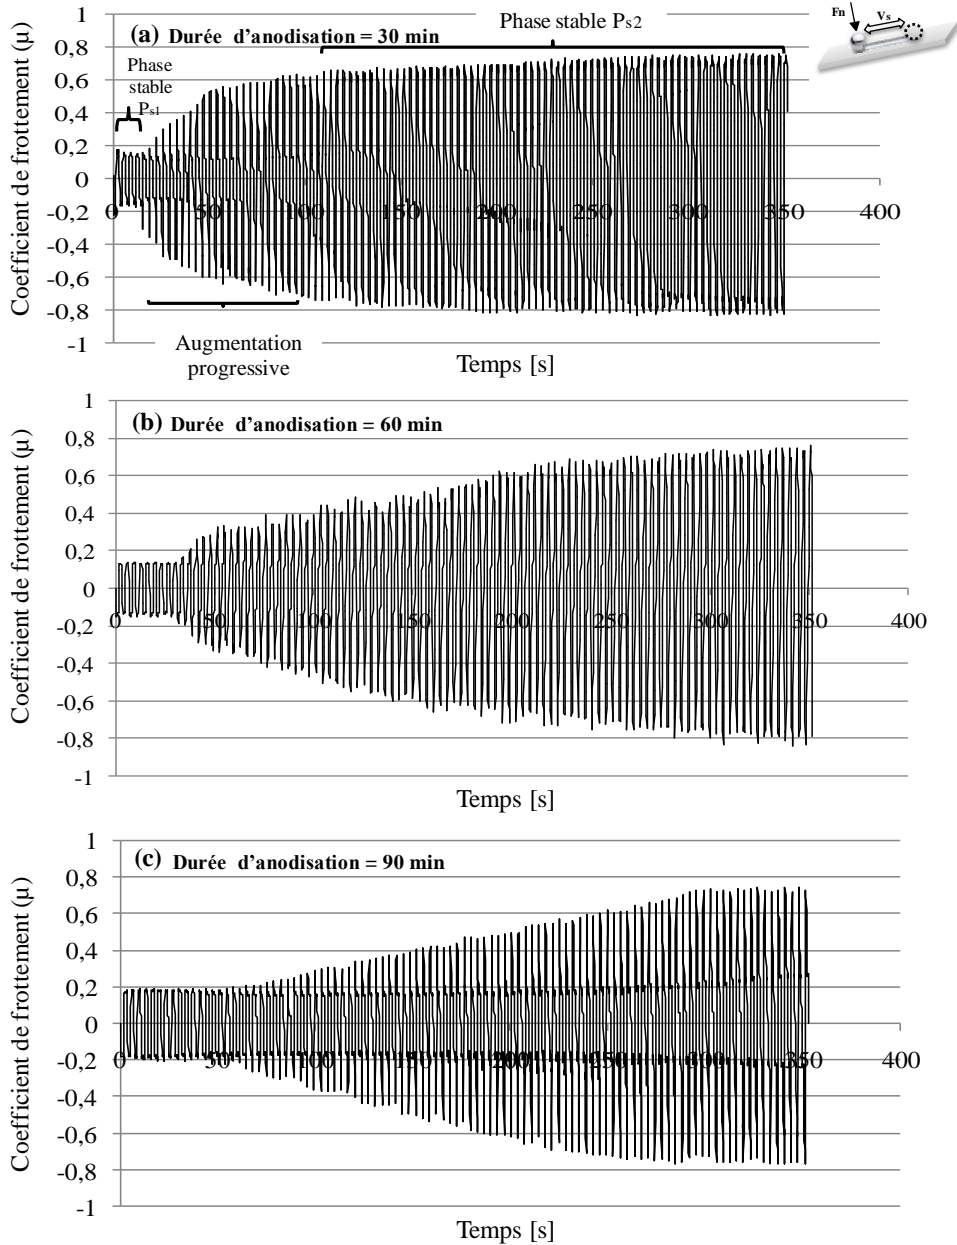 (a) Durée d'anodisation = 30 min
Phase stable Ps2
Fn
Vs
Phase
stable
Ps1
Coefficient de frottement (µ)
1
0,8
0,6
0,4
0,2
0
-0,2
-0,4
-0,6
-0,8
-1
0 50 100 150 200 250 300 350 400
Augmentation
progressive
Temps [s]
(b) Durée d'anodisation = 60 min
Coefficient de frottement (µ)
1
0,8
0,6
0,4
0,2
0
-0,2
-0,4
-0,6
-0,8
-1
0 50 100 150 200 250 300 350 400
Temps [s]
(c) Durée d'anodisation = 90 min
Coefficient de frottement (µ)
1
0,8
0,6
0,4
0,2
0
-0,2
-0,4
-0,6
-0,8
-1
0 50 100 150 200 250 300 350 400
Temps [s]